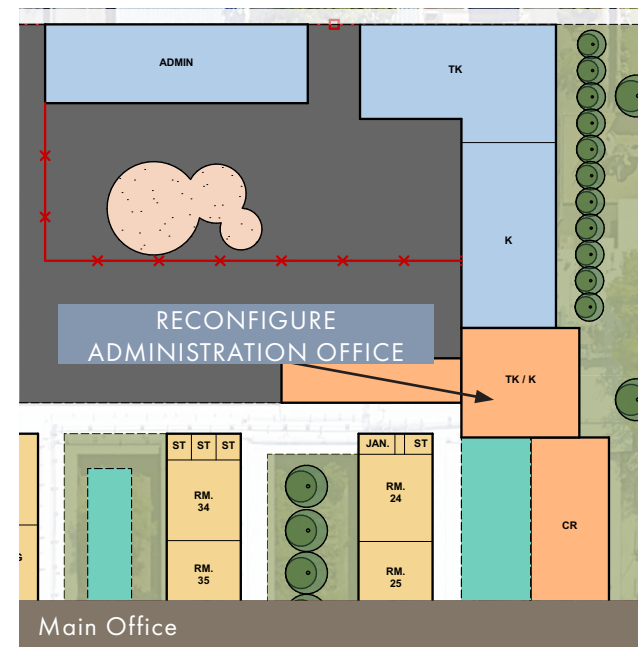 ADMIN
TK
K
RECONFIGURE
ADMINISTRATION OFFICE
TK / K
ST ST ST
JAN. ST
RM.
34
RM.
24
CR
RM.
35
RM.
25
Main Office